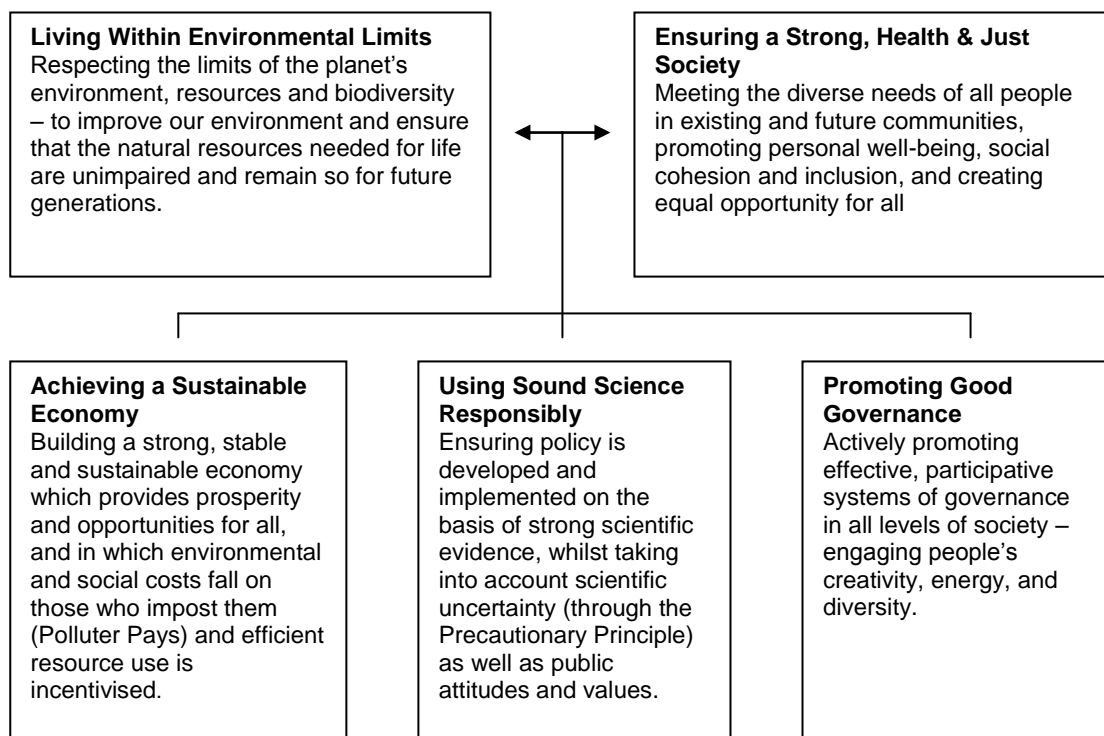 Living Within Environmental Limits
Respecting the limits of the planet’s
environment, resources and biodiversity
– to improve our environment and ensure
that the natural resources needed for life
are unimpaired and remain so for future
generations.
Ensuring a Strong, Health & Just
Society
Meeting the diverse needs of all people
in existing and future communities,
promoting personal well-being, social
cohesion and inclusion, and creating
equal opportunity for all
Achieving a Sustainable
Economy
Building a strong, stable
and sustainable economy
which provides prosperity
and opportunities for all,
and in which environmental
and social costs fall on
those who impost them
(Polluter Pays) and efficient
resource use is
incentivised.
Using Sound Science
Responsibly
Ensuring policy is
developed and
implemented on the
basis of strong scientific
evidence, whilst taking
into account scientific
uncertainty (through the
Precautionary Principle)
as well as public
attitudes and values.
Promoting Good
Governance
Actively promoting
effective, participative
systems of governance
in all levels of society –
engaging people’s
creativity, energy, and
diversity.